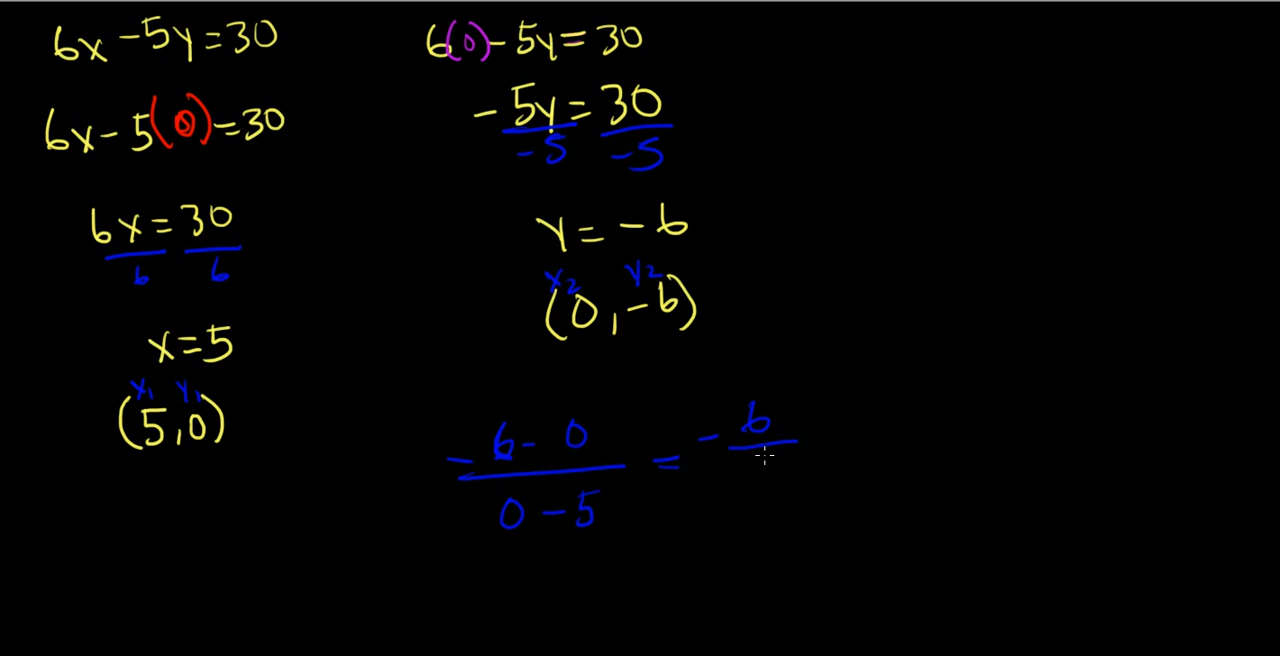 6x - 5y = 30
6x - 5(0) = 30
6x = 30
6 6
x = 5
x1 y1
(5,0)
6(0) - 5y = 30
- 5y = 30
-5 -5
y = -6
x2 y2
(0, -6)
-6 - 0 = -6
0 - 5